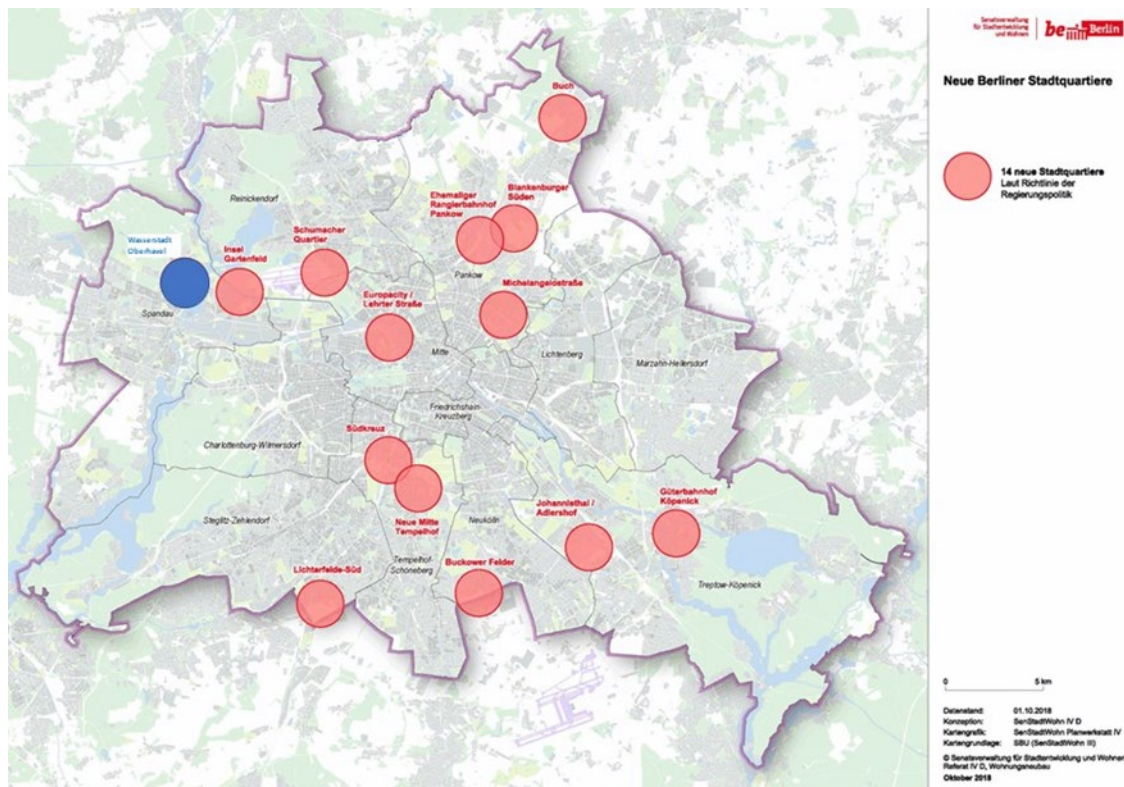 Senatsverwaltung
für Stadtentwicklung
und Wohnen
be Berlin
Neue Berliner Stadtquartiere
14 neue Stadtquartiere
Laut Richtlinie der
Regierungspolitik
Buch
Blankenburger
Süden
Ehemaliger
Rangierbahnhof
Pankow
Reinickendorf
Schumacher
Quartier
Wasserstadt
Oberhavel
Insel
Gartenfeld
Pankow
Michelangelostraße
Europacity /
Lehrter Straße
Spandau
Mitte
Lichtenberg
Marzahn-Hellersdorf
Friedrichshain-
Kreuzberg
Südkreuz
Charlottenburg-Wilmersdorf
Güterbahnhof
Köpenick
Johannisthal /
Adlershof
Steglitz-Zehlendorf
Neue Mitte
Tempelhof
Neukölln
Tempelhof-
Schöneberg
Buckower Felder
Lichterfelde-Süd
Treptow-Köpenick
0 5 km
Datenstand: 01.10.2018
Konzeption: SenStadtWohn IV D
Kartengrafik: SenStadtWohn Planwerkstatt IV
Kartengrundlage: SBU (SenStadtWohn III)
© Senatsverwaltung für Stadtentwicklung und Wohnen
Referat IV D, Wohnungsneubau
Oktober 2018